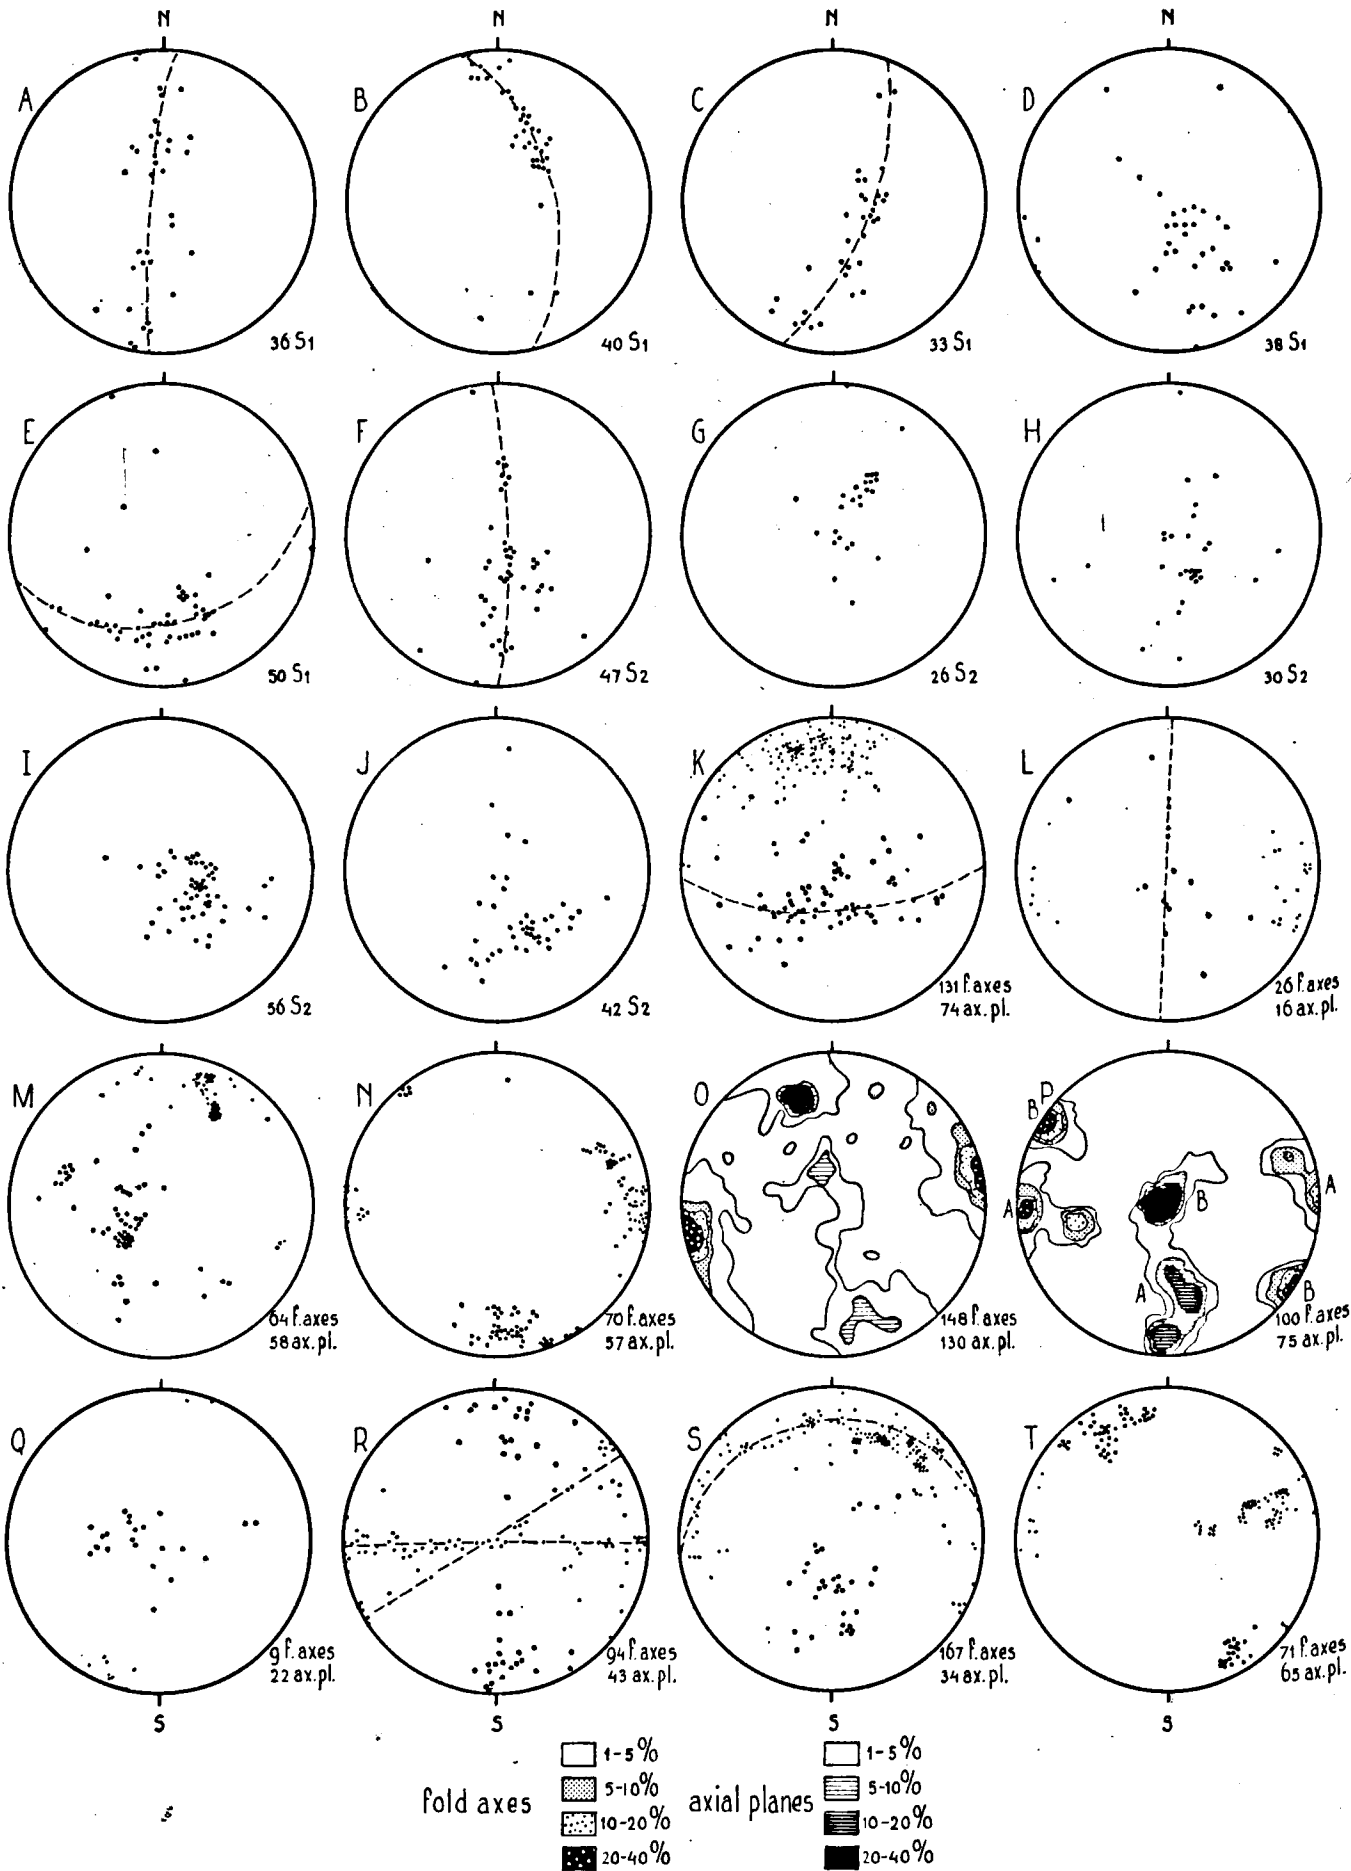 N N N N
A B C D
36 S1 40 S1 33 S1 38 S1
E F G H
50 S1 47 S2 26 S2 30 S2
I J K L
56 S2 42 S2 131 f. axes 26 f. axes
74 ax. pl. 16 ax. pl.
M N O B P
A B A
A B
64 f. axes 70 f. axes 148 f. axes 100 f. axes
58 ax. pl. 57 ax. pl. 130 ax. pl. 75 ax. pl.
Q R S T
9 f. axes 94 f. axes 167 f. axes 71 f. axes
22 ax. pl. 43 ax. pl. 34 ax. pl. 65 ax. pl.
S S S S
1-5% 1-5%
fold axes 5-10% axial planes 5-10%
10-20% 10-20%
20-40% 20-40%